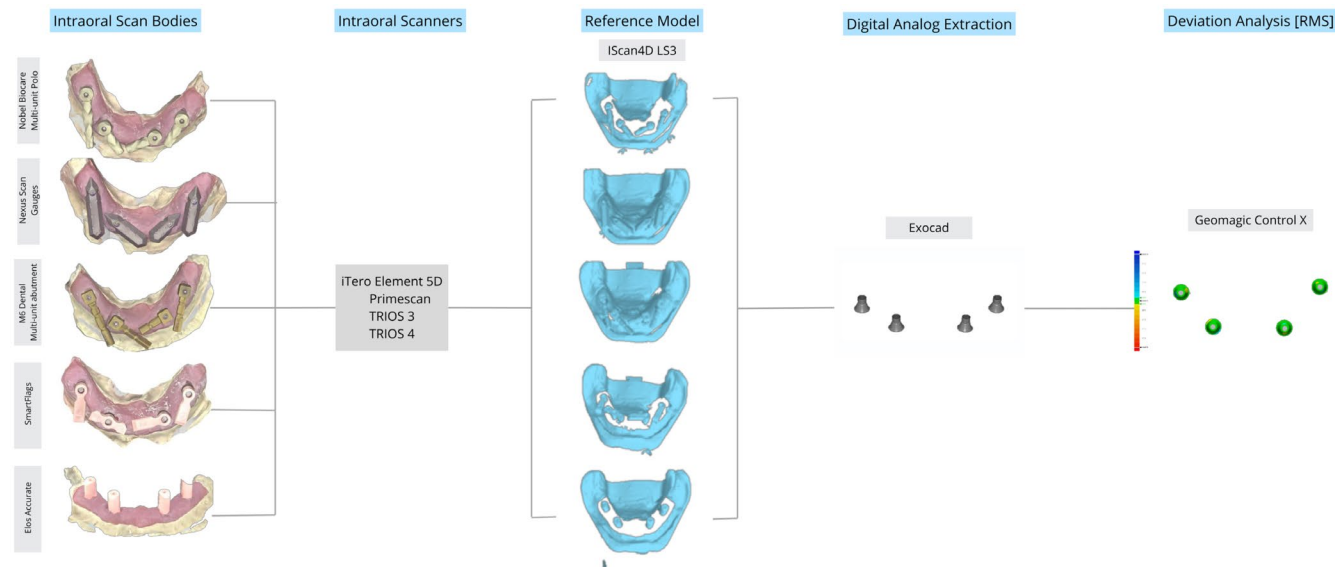 Intraoral Scan Bodies
Intraoral Scanners
Reference Model
Digital Analog Extraction
Deviation Analysis [RMS]
IScan4D LS3
Nobel Biocare
Multi-unit Polo
Nexus Scan
Gauges
M6 Dental
Multi-unit abutment
SmartFlags
Elos Accurate
iTero Element 5D
Primescan
TRIOS 3
TRIOS 4
Exocad
Geomagic Control X